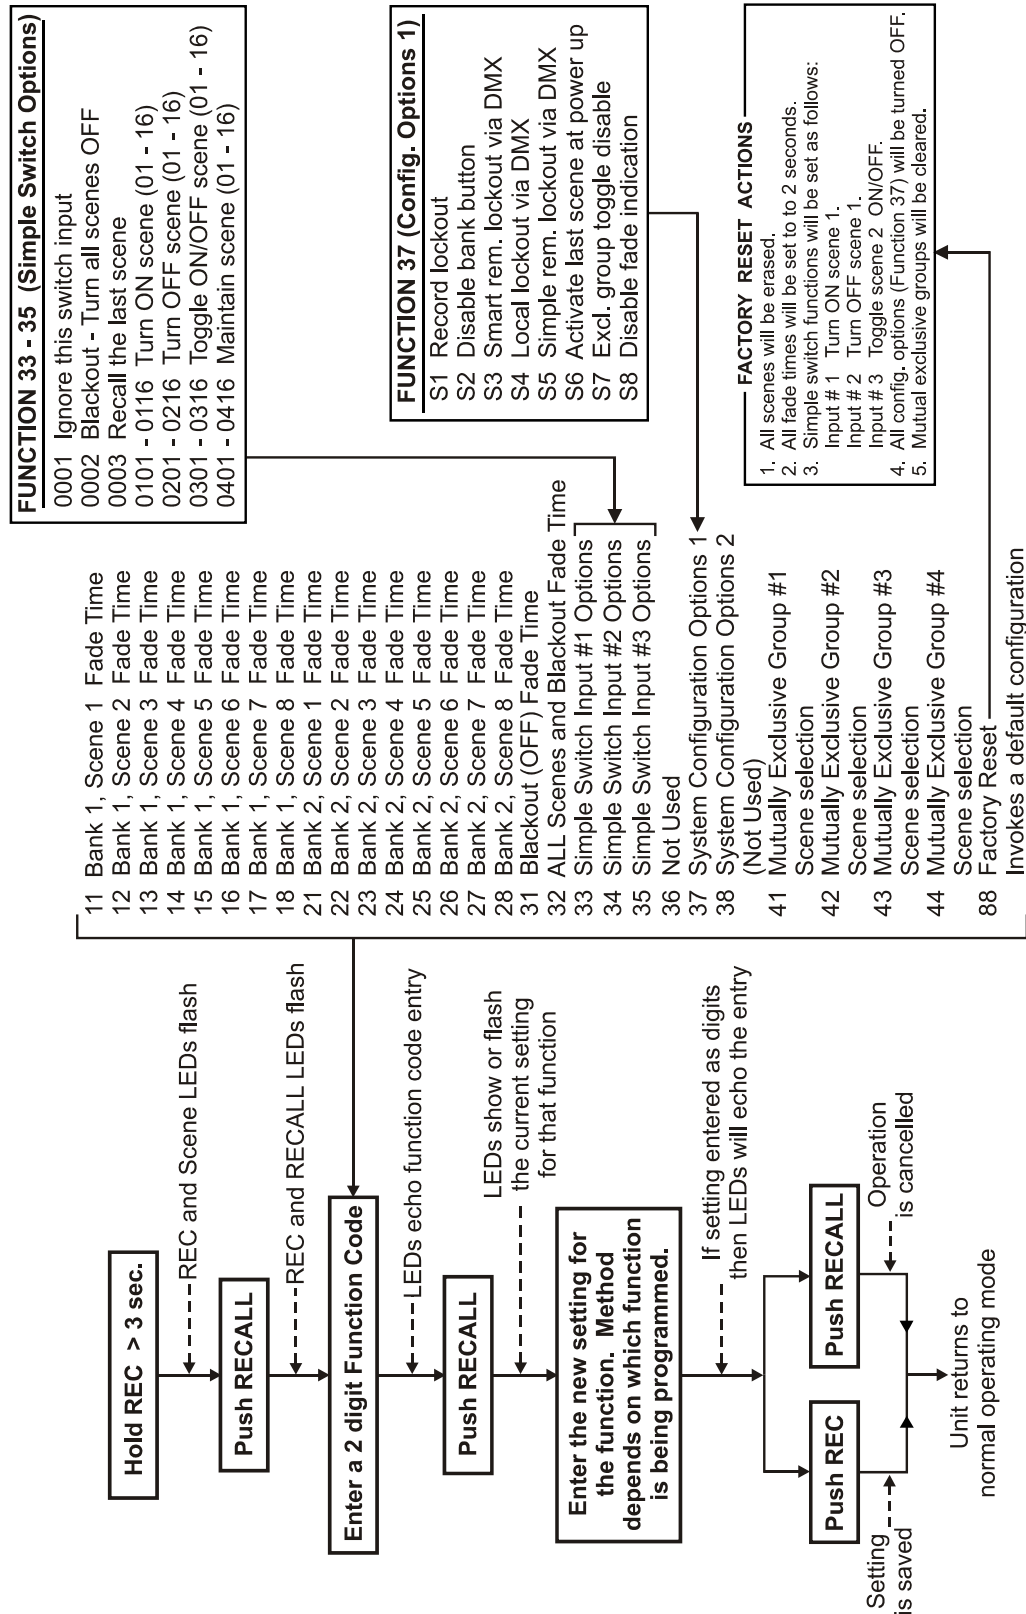 Hold REC > 3 sec.
REC and Scene LEDs flash
Push RECALL
REC and RECALL LEDs flash
Enter a 2 digit Function Code
LEDs echo function code entry
Push RECALL
LEDs show or flash
the current setting
for that function
Enter the new setting for
the function. Method
depends on which function
is being programmed.
If setting entered as digits
then LEDs will echo the entry
Push REC
Push RECALL
Setting
is saved
Operation
is cancelled
Unit returns to
normal operating mode
11 Bank 1, Scene 1 Fade Time
12 Bank 1, Scene 2 Fade Time
13 Bank 1, Scene 3 Fade Time
14 Bank 1, Scene 4 Fade Time
15 Bank 1, Scene 5 Fade Time
16 Bank 1, Scene 6 Fade Time
17 Bank 1, Scene 7 Fade Time
18 Bank 1, Scene 8 Fade Time
21 Bank 2, Scene 1 Fade Time
22 Bank 2, Scene 2 Fade Time
23 Bank 2, Scene 3 Fade Time
24 Bank 2, Scene 4 Fade Time
25 Bank 2, Scene 5 Fade Time
26 Bank 2, Scene 6 Fade Time
27 Bank 2, Scene 7 Fade Time
28 Bank 2, Scene 8 Fade Time
31 Blackout (OFF) Fade Time
32 ALL Scenes and Blackout Fade Time
33 Simple Switch Input #1 Options
34 Simple Switch Input #2 Options
35 Simple Switch Input #3 Options
36 Not Used
37 System Configuration Options 1
38 System Configuration Options 2
(Not Used)
41 Mutually Exclusive Group #1
Scene selection
42 Mutually Exclusive Group #2
Scene selection
43 Mutually Exclusive Group #3
Scene selection
44 Mutually Exclusive Group #4
Scene selection
88 Factory Reset
Invokes a default configuration
FUNCTION 33 - 35 (Simple Switch Options)
0001 Ignore this switch input
0002 Blackout - Turn all scenes OFF
0003 Recall the last scene
0101 - 0116 Turn ON scene (01 - 16)
0201 - 0216 Turn OFF scene (01 - 16)
0301 - 0316 Toggle ON/OFF scene (01 - 16)
0401 - 0416 Maintain scene (01 - 16)
FUNCTION 37 (Config. Options 1)
S1 Record lockout
S2 Disable bank button
S3 Smart rem. lockout via DMX
S4 Local lockout via DMX
S5 Simple rem. lockout via DMX
S6 Activate last scene at power up
S7 Excl. group toggle disable
S8 Disable fade indication
FACTORY RESET ACTIONS
1. All scenes will be erased.
2. All fade times will be set to to 2 seconds.
3. Simple switch functions will be set as follows:
Input # 1 Turn ON scene 1.
Input # 2 Turn OFF scene 1.
Input # 3 Toggle scene 2 ON/OFF.
4. All config. options (Function 37) will be turned OFF.
5. Mutual exclusive groups will be cleared.